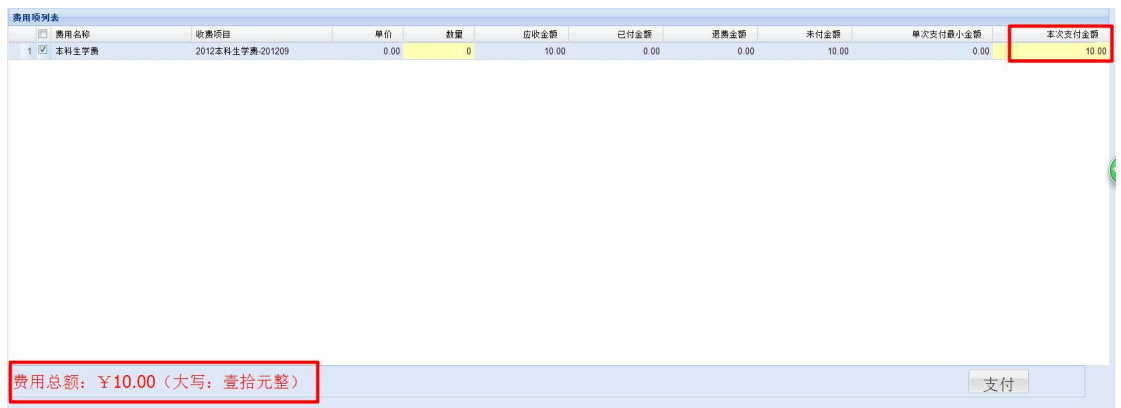 费用项列表
费用名称 收费项目 单价 数量 应收金额 已付金额 退费金额 未付金额 单次支付最小金额 本次支付金额
1 本科生学费 2012本科生学费-201209 0.00 0 10.00 0.00 0.00 10.00 0.00 10.00
费用总额：￥10.00（大写：壹拾元整） 支付